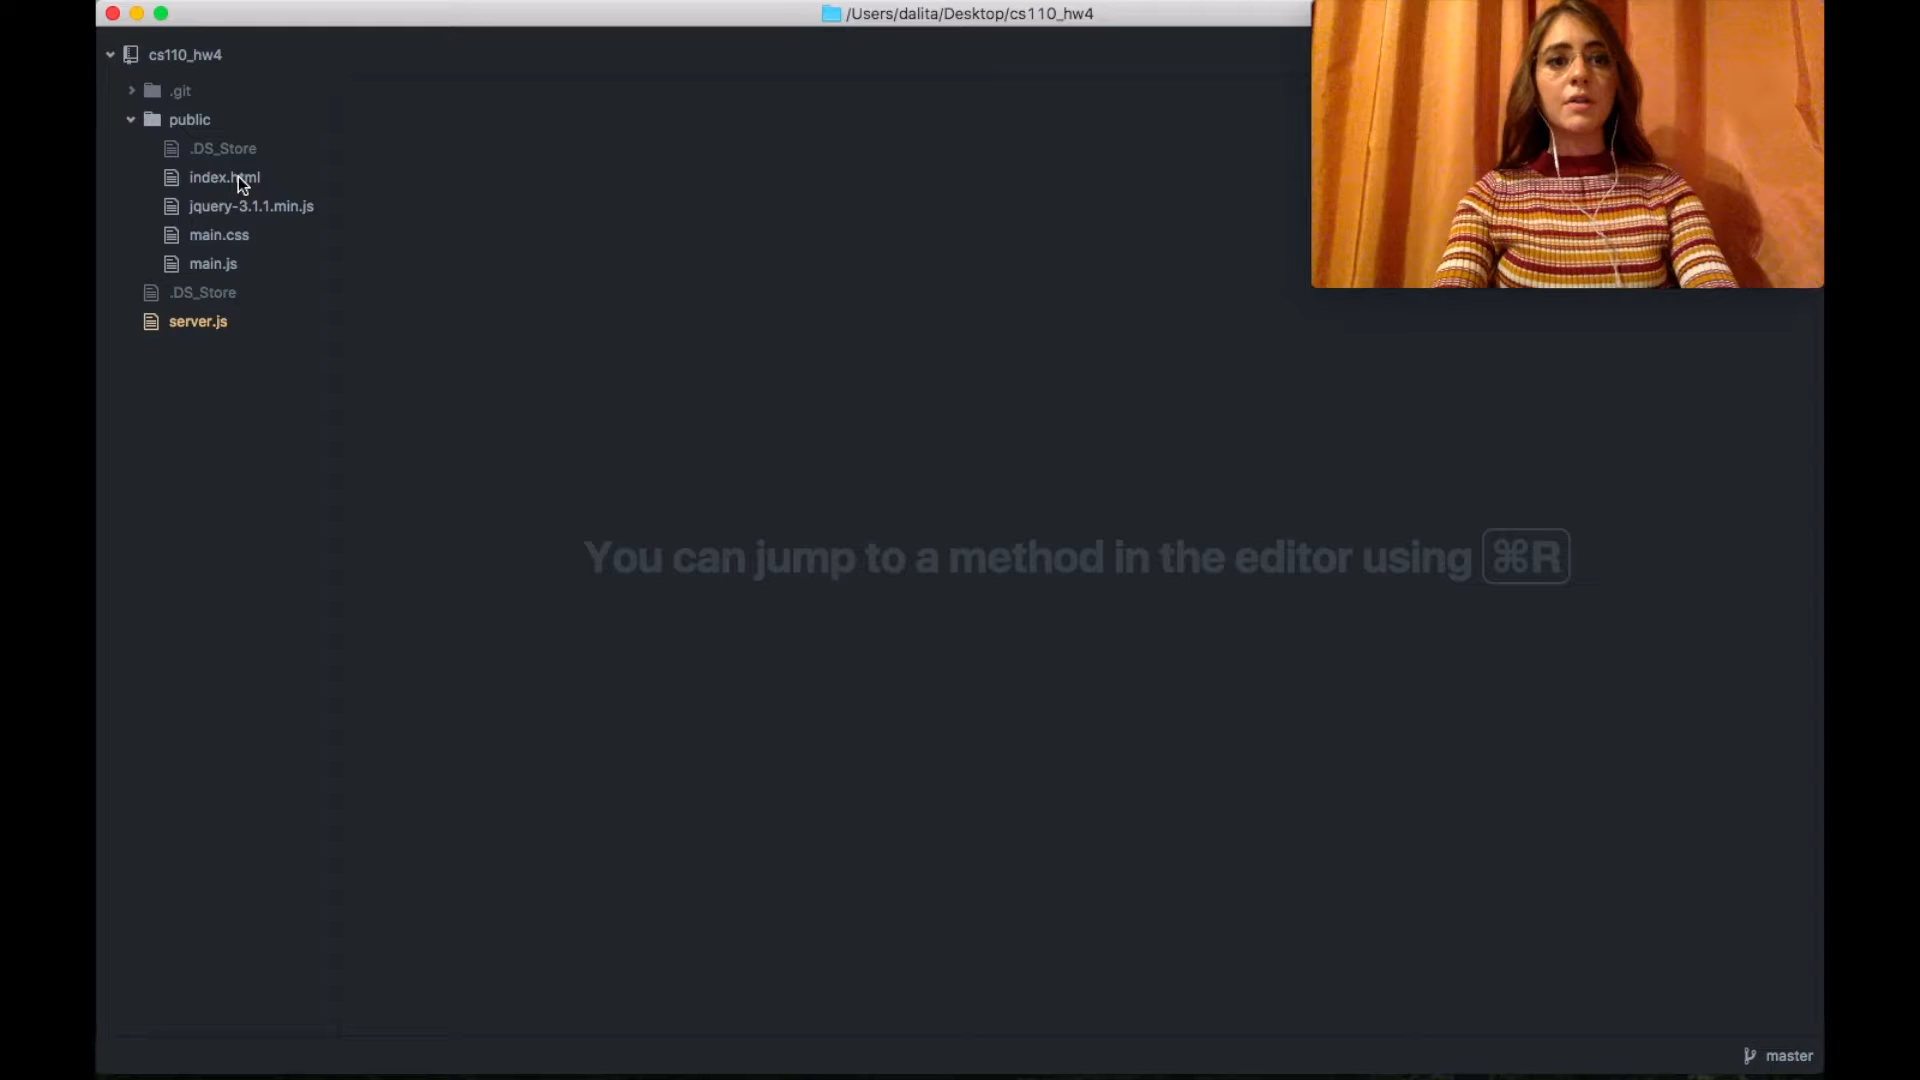 /Users/dalita/Desktop/cs110_hw4
cs110_hw4
.git
public
.DS_Store
index.html
jquery-3.1.1.min.js
main.css
main.js
.DS_Store
server.js
You can jump to a method in the editor using ⌘R
master